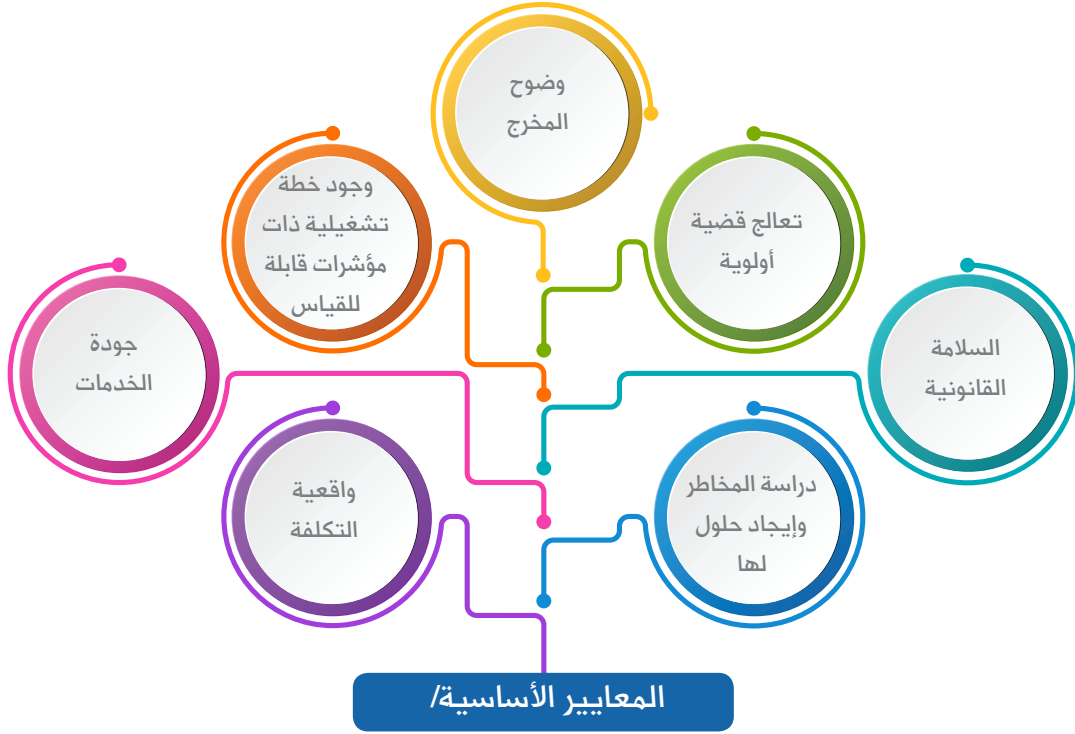 وضوح
المخرج
تعالج قضية
أولوية
وجود خطة
تشغيلية ذات
مؤشرات قابلة
للقياس
السلامة
القانونية
جودة
الخدمات
دراسة المخاطر
وإيجاد حلول
لها
واقعية
التكلفة
المعايير الأساسية/